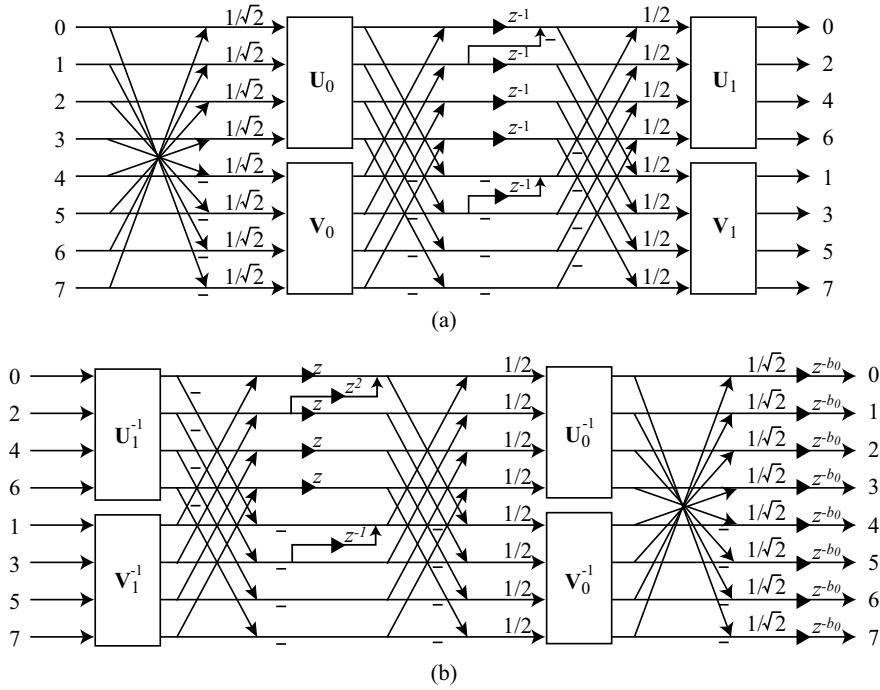 0 1/√2 z⁻¹ 1/2 0
1 1/√2 – z⁻¹ 1/2 2
U₀ U₁
2 1/√2 z⁻¹ 1/2 4
3 1/√2 z⁻¹ 1/2 6
4 – 1/√2 – – z⁻¹ – 1/2 1
5 – 1/√2 – – – 1/2 3
V₀ V₁
6 – 1/√2 – – – 1/2 5
7 – 1/√2 – – – 1/2 7
(a)
0 z 1/2 1/√2 z^-b₀ 0
2 – z² z 1/2 1/√2 z^-b₀ 1
U₁⁻¹ U₀⁻¹
4 – z 1/2 1/√2 z^-b₀ 2
6 – z 1/2 1/√2 z^-b₀ 3
1 – – z⁻¹ – 1/2 – 1/√2 z^-b₀ 4
3 – – 1/2 – 1/√2 z^-b₀ 5
V₁⁻¹ V₀⁻¹
5 – – 1/2 – 1/√2 z^-b₀ 6
7 – – 1/2 – 1/√2 z^-b₀ 7
(b)